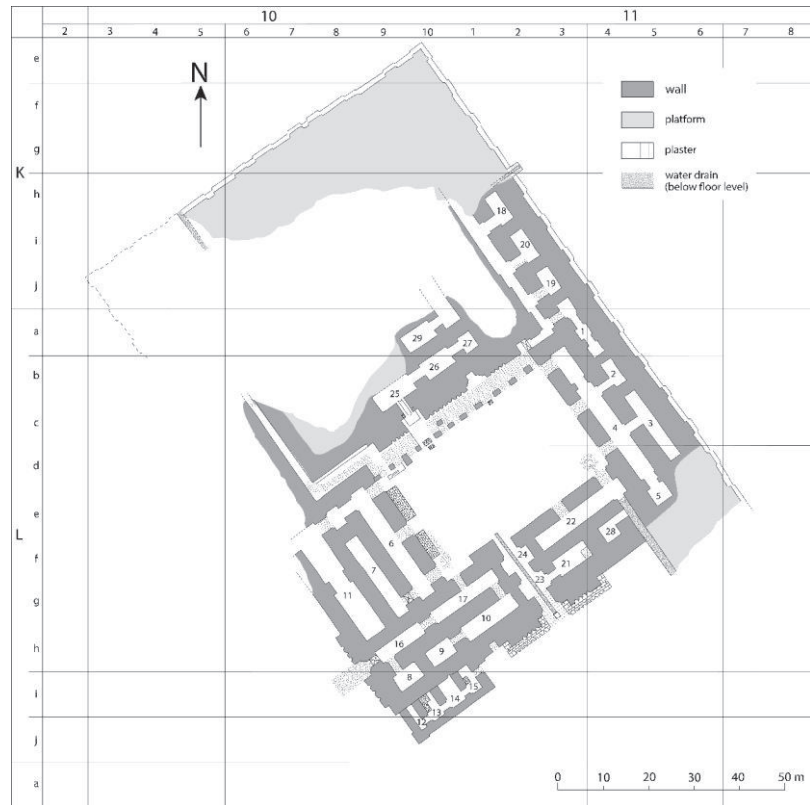 10 11
2 3 4 5 6 7 8 9 10 1 2 3 4 5 6 7 8
e
f
g
K
h
i
j
a
b
c
d
L
e
f
g
h
i
j
a
N
wall
platform
plaster
water drain
(below floor level)
18
20
19
1
29
27
26
25
2
3
4
5
6
7
11
22
28
24
21
23
17
10
16
9
8
15
14
13
12
0 10 20 30 40 50 m